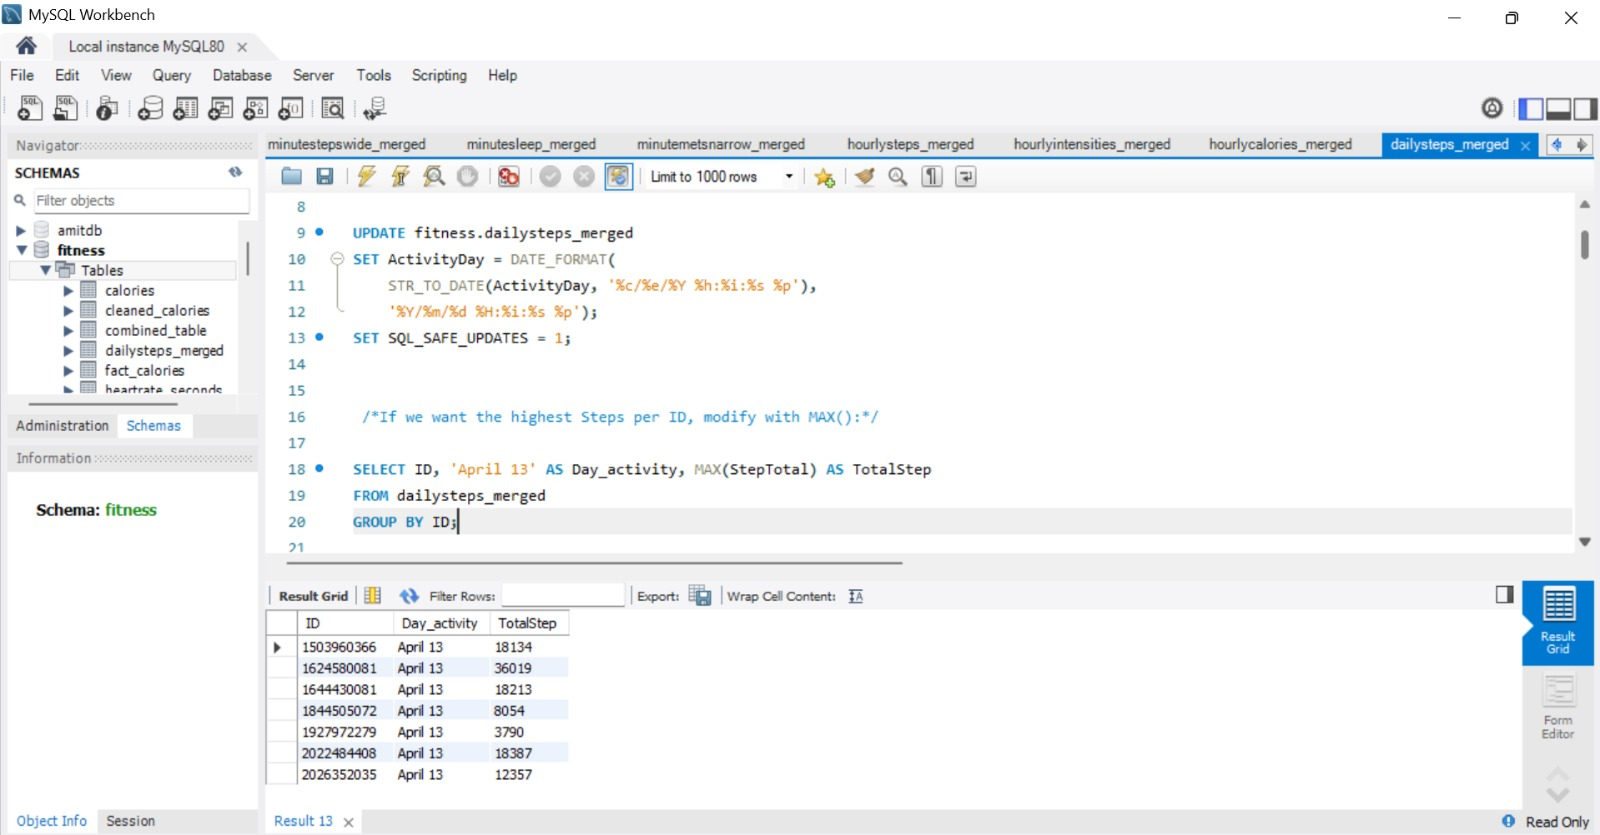 MySQL Workbench
Local instance MySQL80
File Edit View Query Database Server Tools Scripting Help
Navigator
SCHEMAS
Filter objects
amitdb
fitness
Tables
calories
cleaned_calories
combined_table
dailysteps_merged
fact_calories
heartrate_seconds
Administration Schemas
Information
Schema: fitness
Object Info Session
minutestepswide_merged minutesleep_merged minutemetsnarrow_merged hourlysteps_merged hourlyintensities_merged hourlycalories_merged dailysteps_merged
Limit to 1000 rows
8
9 UPDATE fitness.dailysteps_merged
10 SET ActivityDay = DATE_FORMAT(
11 STR_TO_DATE(ActivityDay, '%c/%e/%Y %h:%i:%s %p'),
12 '%Y/%m/%d %H:%i:%s %p');
13 SET SQL_SAFE_UPDATES = 1;
14
15
16 /*If we want the highest Steps per ID, modify with MAX():*/
17
18 SELECT ID, 'April 13' AS Day_activity, MAX(StepTotal) AS TotalStep
19 FROM dailysteps_merged
20 GROUP BY ID;
21
Result Grid Filter Rows: Export: Wrap Cell Content:
ID Day_activity TotalStep
1503960366 April 13 18134
1624580081 April 13 36019
1644430081 April 13 18213
1844505072 April 13 8054
1927972279 April 13 3790
2022484408 April 13 18387
2026352035 April 13 12357
Result
Grid
Form
Editor
Result 13
Read Only